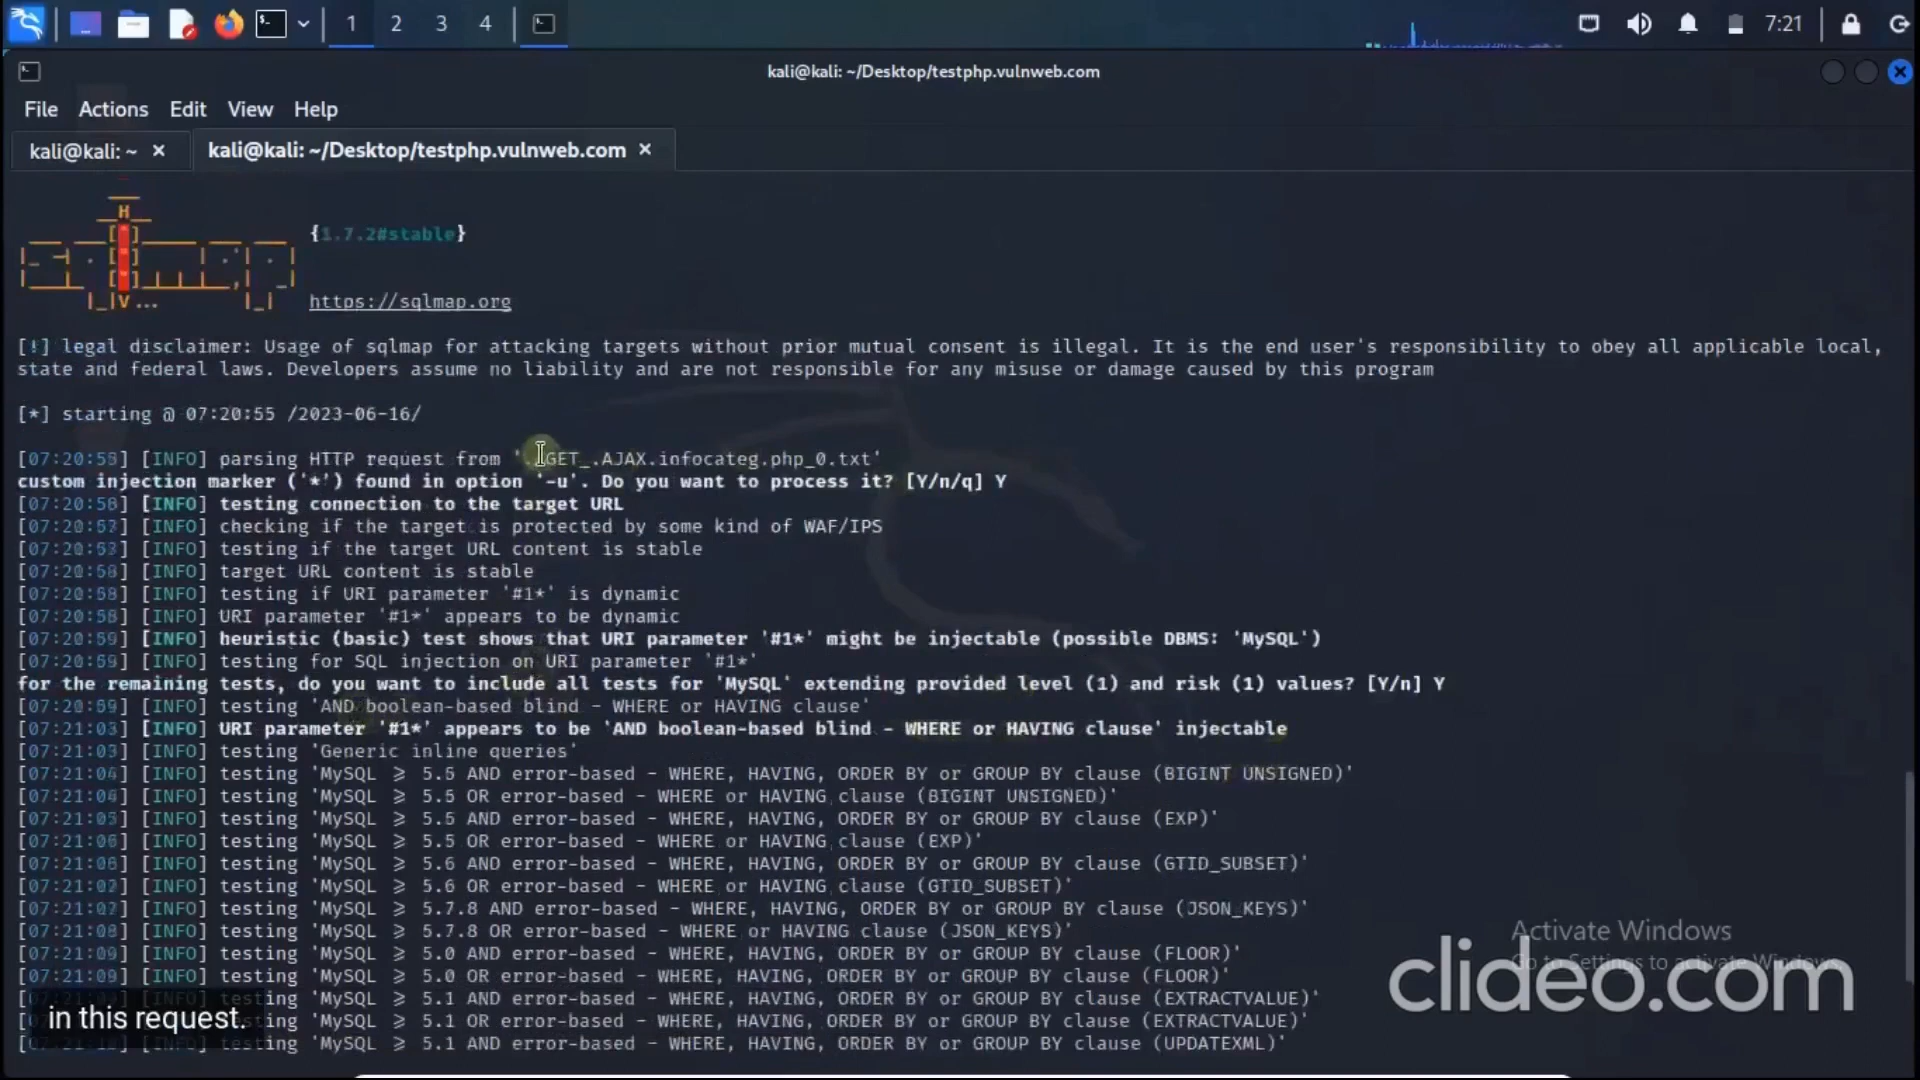 1 2 3 4 7:21
kali@kali: ~/Desktop/testphp.vulnweb.com
File Actions Edit View Help
kali@kali: ~ × kali@kali: ~/Desktop/testphp.vulnweb.com ×
{1.7.2#stable}
https://sqlmap.org
[!] legal disclaimer: Usage of sqlmap for attacking targets without prior mutual consent is illegal. It is the end user's responsibility to obey all applicable local,
state and federal laws. Developers assume no liability and are not responsible for any misuse or damage caused by this program
[*] starting @ 07:20:55 /2023-06-16/
[07:20:55] [INFO] parsing HTTP request from GET_.AJAX.infocateg.php_0.txt'
custom injection marker ('*') found in option '-u'. Do you want to process it? [Y/n/q] Y
[INFO] testing connection to the target URL
[INFO] checking if the target is protected by some kind of WAF/IPS
[INFO] testing if the target URL content is stable
[07:20:58] [INFO] target URL content is stable
[07:20:58] [INFO] testing if URI parameter '#1*' is dynamic
[07:20:58] [INFO] URI parameter '#1*' appears to be dynamic
[07:20:59] [INFO] heuristic (basic) test shows that URI parameter '#1*' might be injectable (possible DBMS: 'MySQL')
[07:20:59] [INFO] testing for SQL injection on URI parameter '#1*'
for the remaining tests, do you want to include all tests for 'MySQL' extending provided level (1) and risk (1) values? [Y/n] Y
[07:20:59] [INFO] testing 'AND boolean-based blind - WHERE or HAVING clause'
[07:21:03] [INFO] URI parameter '#1*' appears to be 'AND boolean-based blind - WHERE or HAVING clause' injectable
[07:21:03] [INFO] testing 'Generic inline queries'
[07:21:04] [INFO] testing 'MySQL ≥ 5.5 AND error-based - WHERE, HAVING, ORDER BY or GROUP BY clause (BIGINT UNSIGNED)'
[07:21:04] [INFO] testing 'MySQL ≥ 5.5 OR error-based - WHERE or HAVING clause (BIGINT UNSIGNED)'
[07:21:05] [INFO] testing 'MySQL ≥ 5.5 AND error-based - WHERE, HAVING, ORDER BY or GROUP BY clause (EXP)'
[07:21:06] [INFO] testing 'MySQL ≥ 5.5 OR error-based - WHERE or HAVING clause (EXP)'
[INFO] testing 'MySQL ≥ 5.6 AND error-based - WHERE, HAVING, ORDER BY or GROUP BY clause (GTID_SUBSET)'
[07:21:07] [INFO] testing 'MySQL ≥ 5.6 OR error-based - WHERE or HAVING clause (GTID_SUBSET)'
[07:21:07] [INFO] testing 'MySQL ≥ 5.7.8 AND error-based - WHERE, HAVING, ORDER BY or GROUP BY clause (JSON_KEYS)'
[07:21:08] [INFO] testing 'MySQL ≥ 5.7.8 OR error-based - WHERE or HAVING clause (JSON_KEYS)'
[07:21:09] [INFO] testing 'MySQL ≥ 5.0 AND error-based - WHERE, HAVING, ORDER BY or GROUP BY clause (FLOOR)'
[07:21:09] [INFO] testing 'MySQL ≥ 5.0 OR error-based - WHERE, HAVING, ORDER BY or GROUP BY clause (FLOOR)'
testing 'MySQL ≥ 5.1 AND error-based - WHERE, HAVING, ORDER BY or GROUP BY clause (EXTRACTVALUE)'
'MySQL ≥ 5.1 OR error-based - WHERE, HAVING, ORDER BY or GROUP BY clause (EXTRACTVALUE)'
testing 'MySQL ≥ 5.1 AND error-based - WHERE, HAVING, ORDER BY or GROUP BY clause (UPDATEXML)'
in this request.
Activate Windows
Go to Settings to activate Windows.
clideo.com